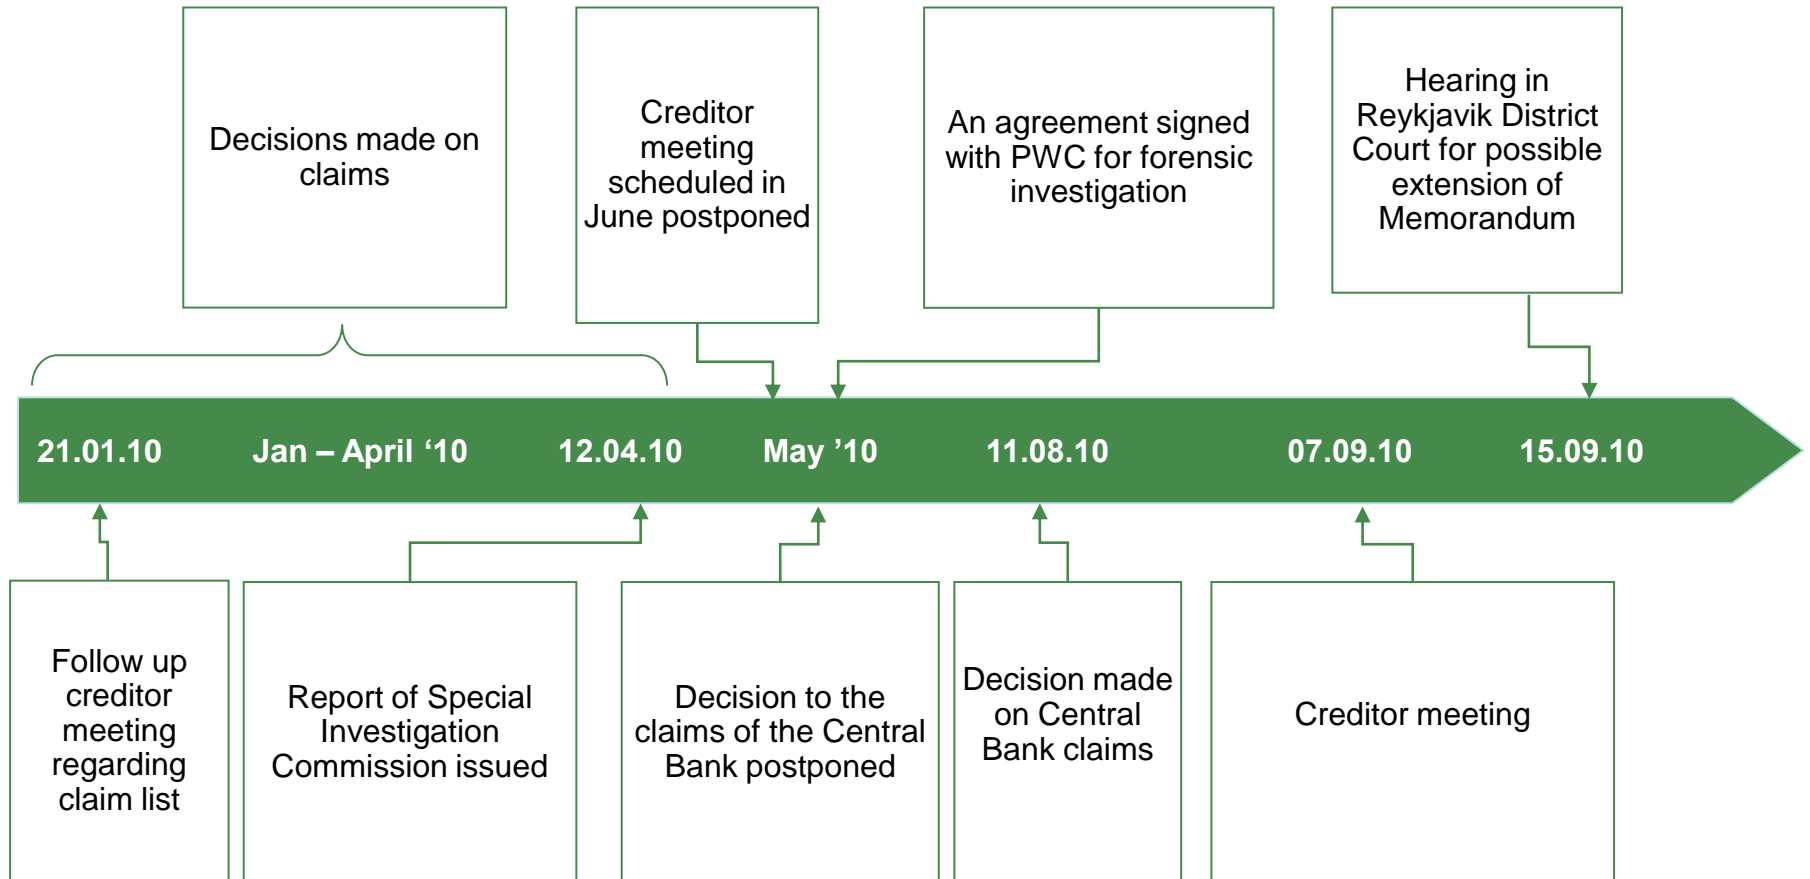 Decisions made on
claims
Creditor
meeting
scheduled in
June postponed
An agreement signed
with PWC for forensic
investigation
Hearing in
Reykjavik District
Court for possible
extension of
Memorandum
21.01.10
Jan – April ‘10
12.04.10
May ’10
11.08.10
07.09.10
15.09.10
Follow up
creditor
meeting
regarding
claim list
Report of Special
Investigation
Commission issued
Decision to the
claims of the Central
Bank postponed
Decision made
on Central
Bank claims
Creditor meeting